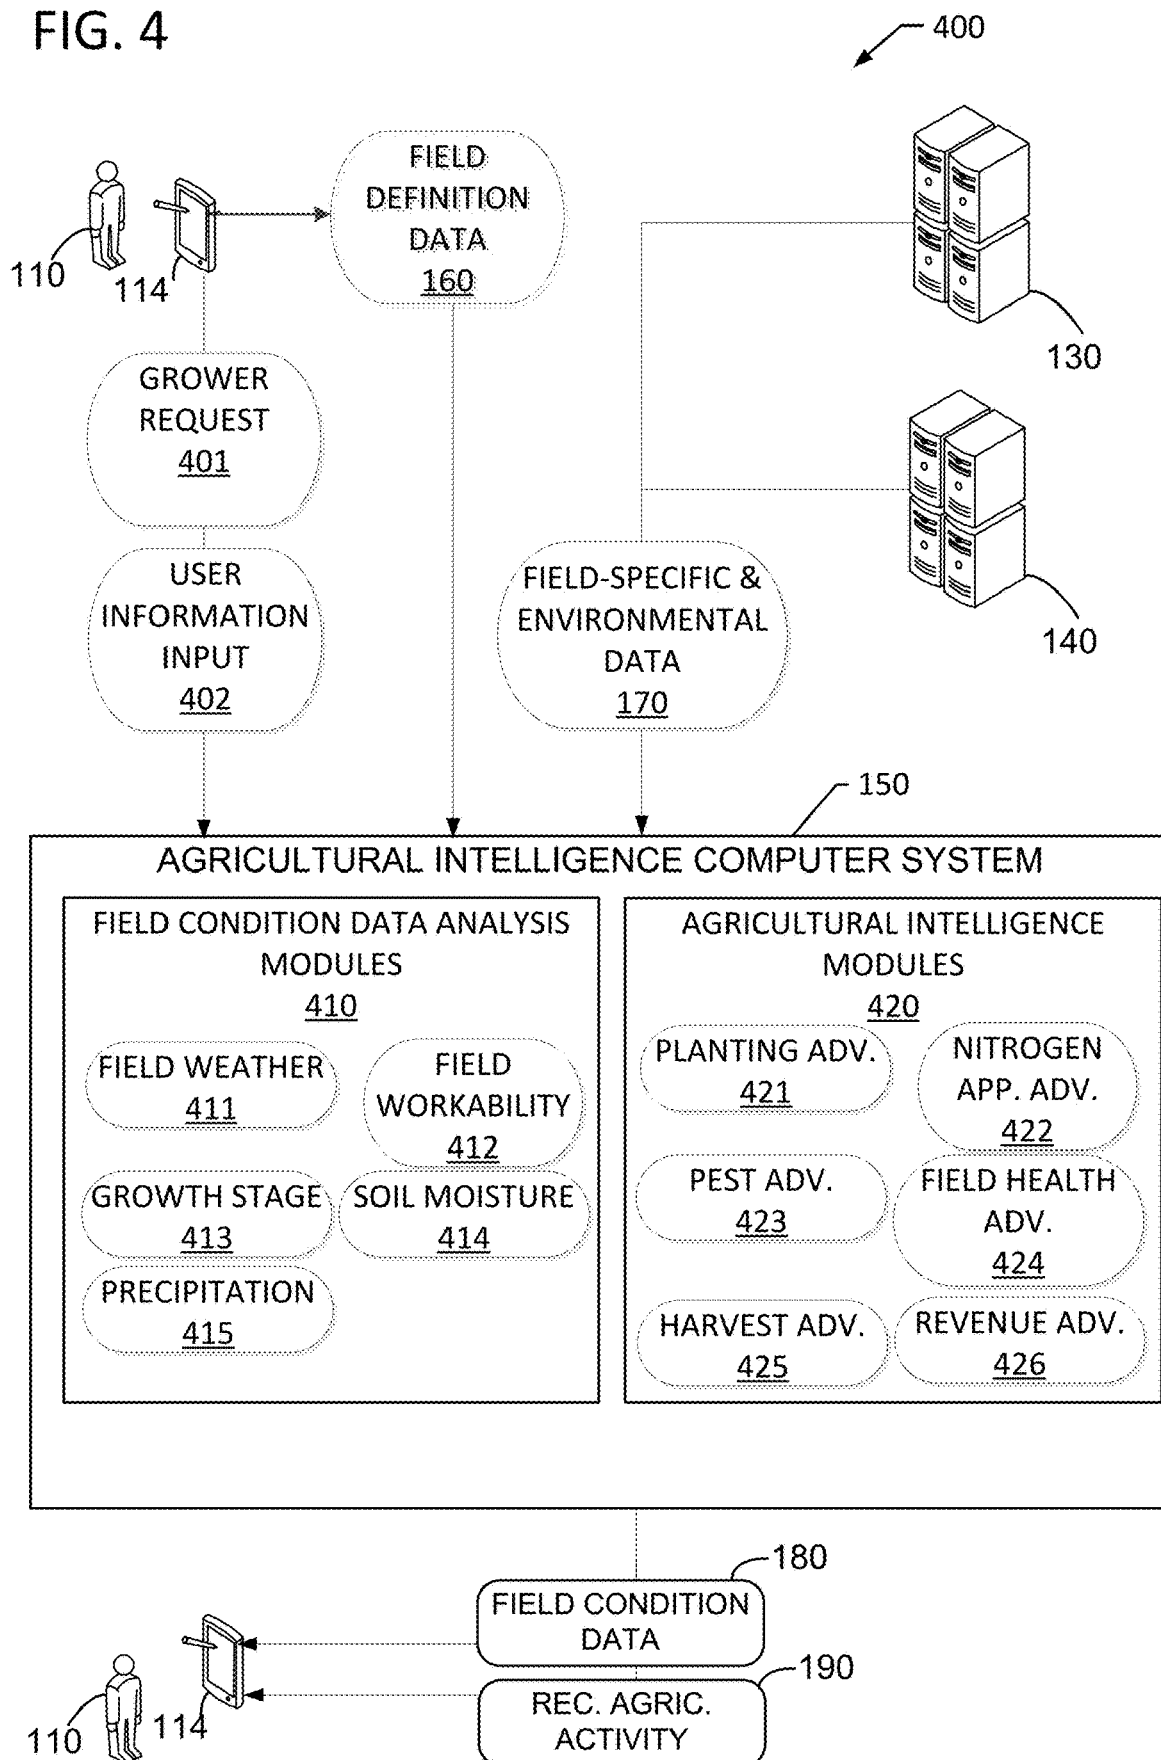 FIG. 4
400
FIELD
DEFINITION
DATA
160
110
114
130
GROWER
REQUEST
401
140
USER
INFORMATION
INPUT
402
FIELD-SPECIFIC &
ENVIRONMENTAL
DATA
170
150
AGRICULTURAL INTELLIGENCE COMPUTER SYSTEM
FIELD CONDITION DATA ANALYSIS
MODULES
410
FIELD WEATHER
411
FIELD
WORKABILITY
412
GROWTH STAGE
413
SOIL MOISTURE
414
PRECIPITATION
415
AGRICULTURAL INTELLIGENCE
MODULES
420
PLANTING ADV.
421
NITROGEN
APP. ADV.
422
PEST ADV.
423
FIELD HEALTH
ADV.
424
HARVEST ADV.
425
REVENUE ADV.
426
180
FIELD CONDITION
DATA
190
REC. AGRIC.
ACTIVITY
110
114